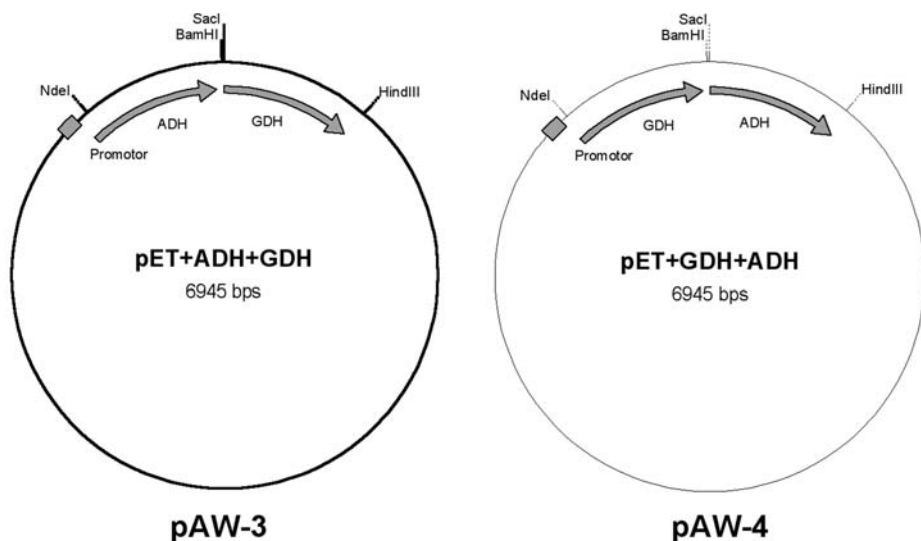 SacI
BamHI
NdeI
HindIII
ADH
GDH
Promotor
pET+ADH+GDH
6945 bps
pAW-3
SacI
BamHI
NdeI
HindIII
GDH
ADH
Promotor
pET+GDH+ADH
6945 bps
pAW-4